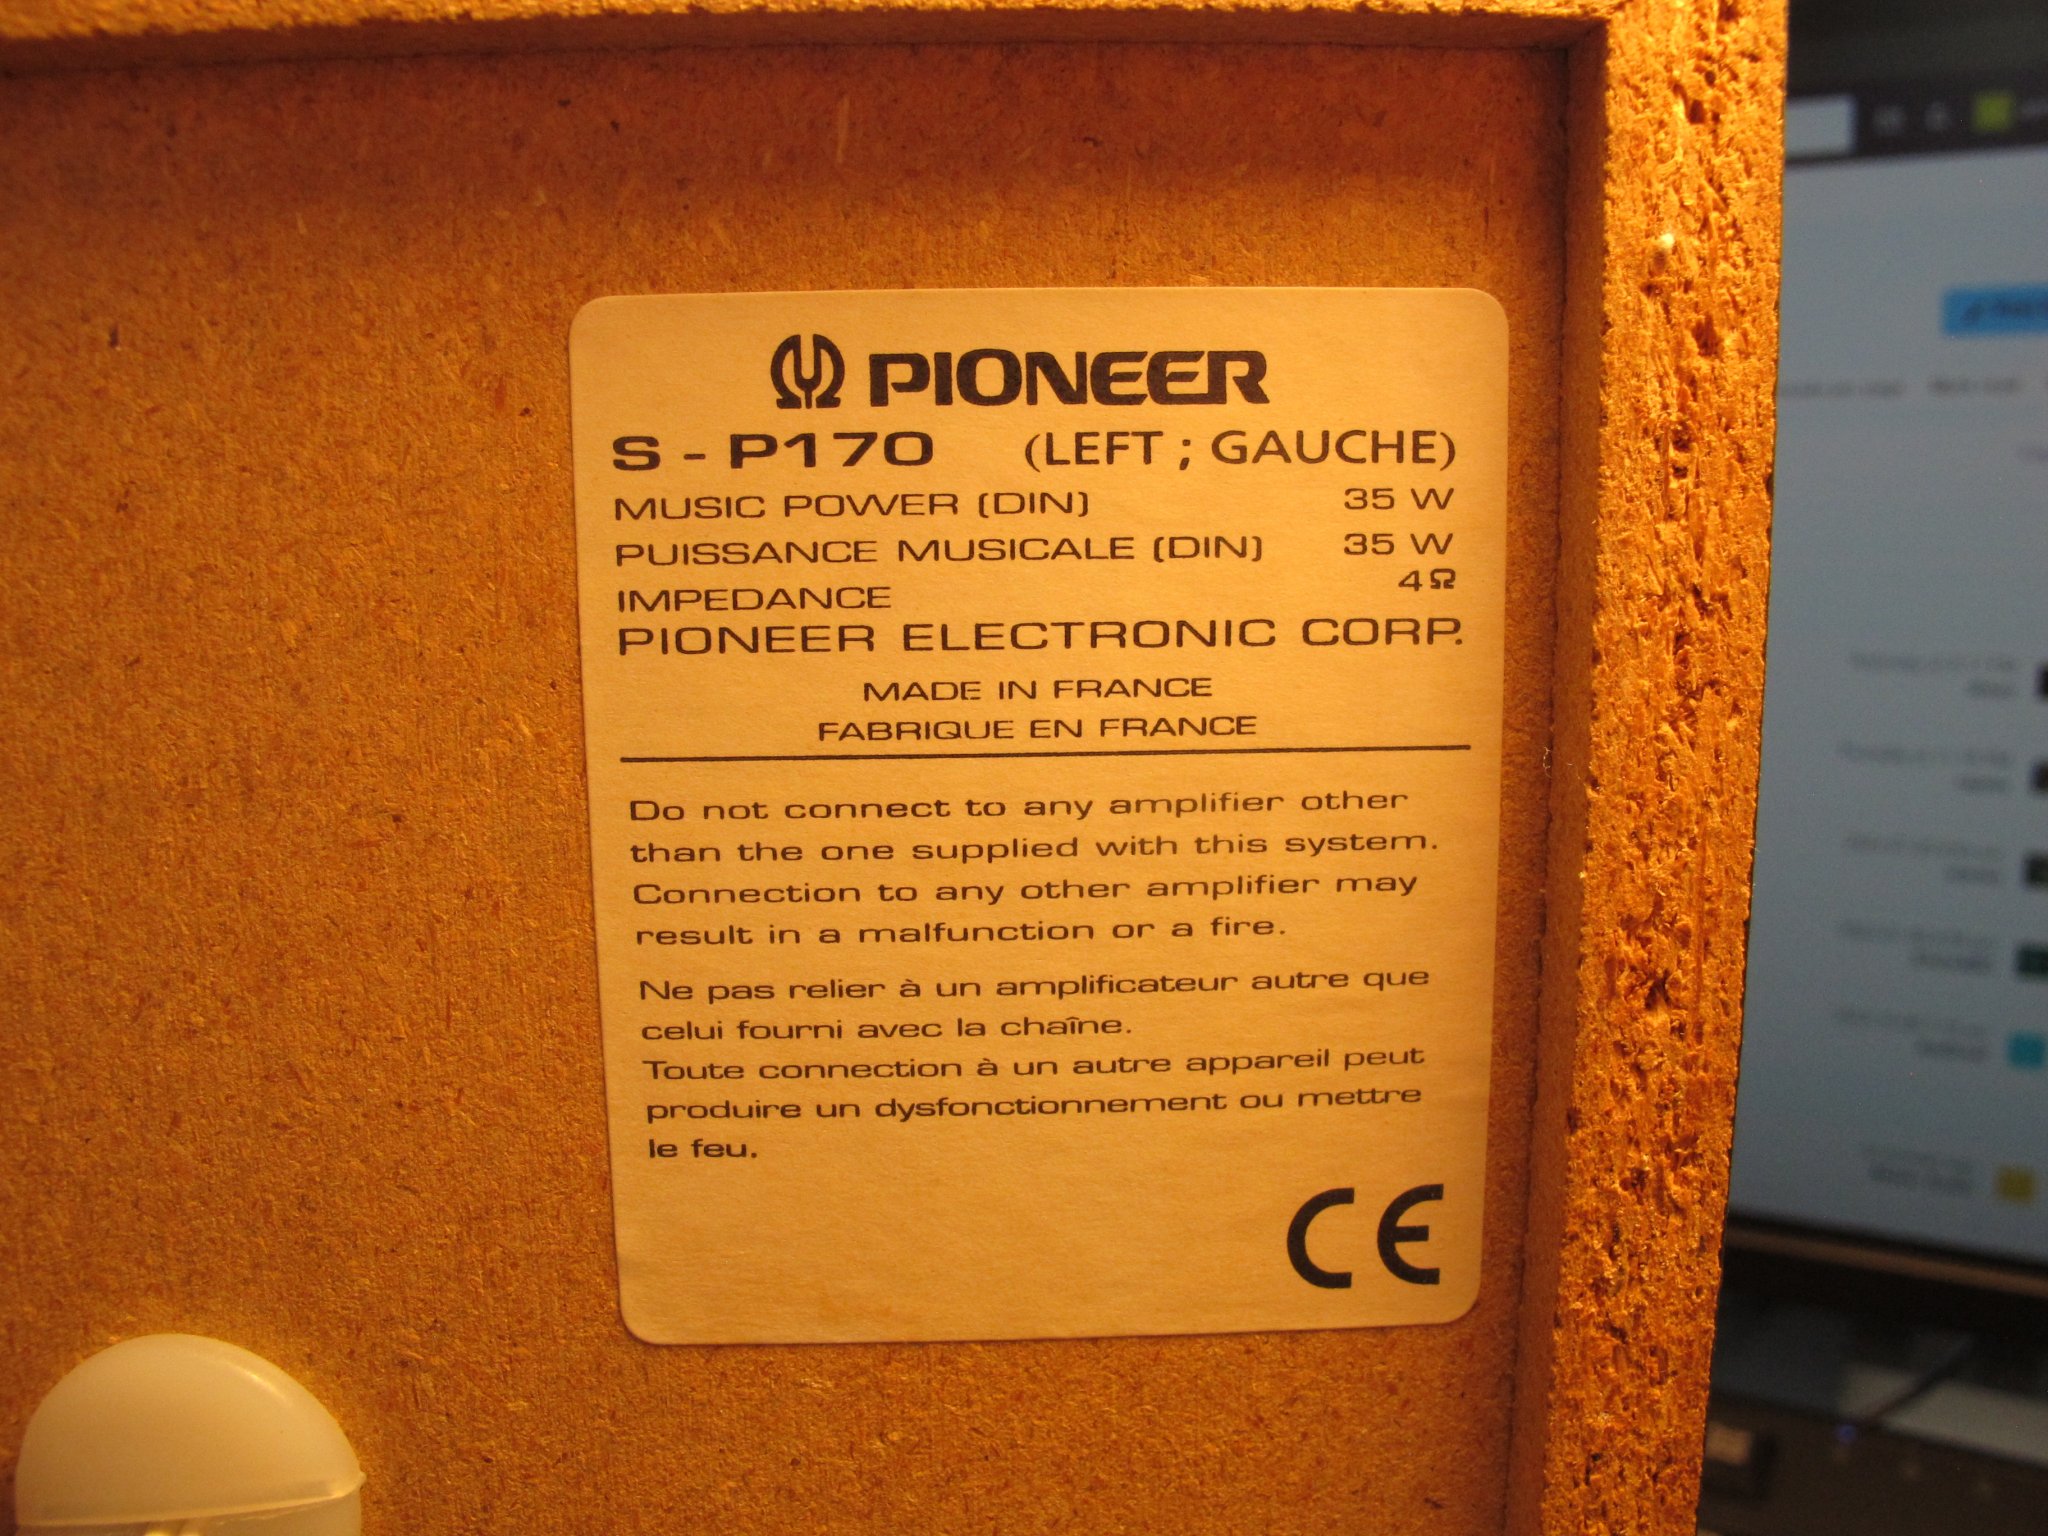 PIONEER
S - P170 (LEFT ; GAUCHE)
MUSIC POWER (DIN) 35 W
PUISSANCE MUSICALE (DIN) 35 W
IMPEDANCE 4Ω
PIONEER ELECTRONIC CORP.
MADE IN FRANCE
FABRIQUE EN FRANCE
Do not connect to any amplifier other
than the one supplied with this system.
Connection to any other amplifier may
result in a malfunction or a fire.
Ne pas relier à un amplificateur autre que
celui fourni avec la chaîne.
Toute connection à un autre appareil peut
produire un dysfonctionnement ou mettre
le feu.
CE